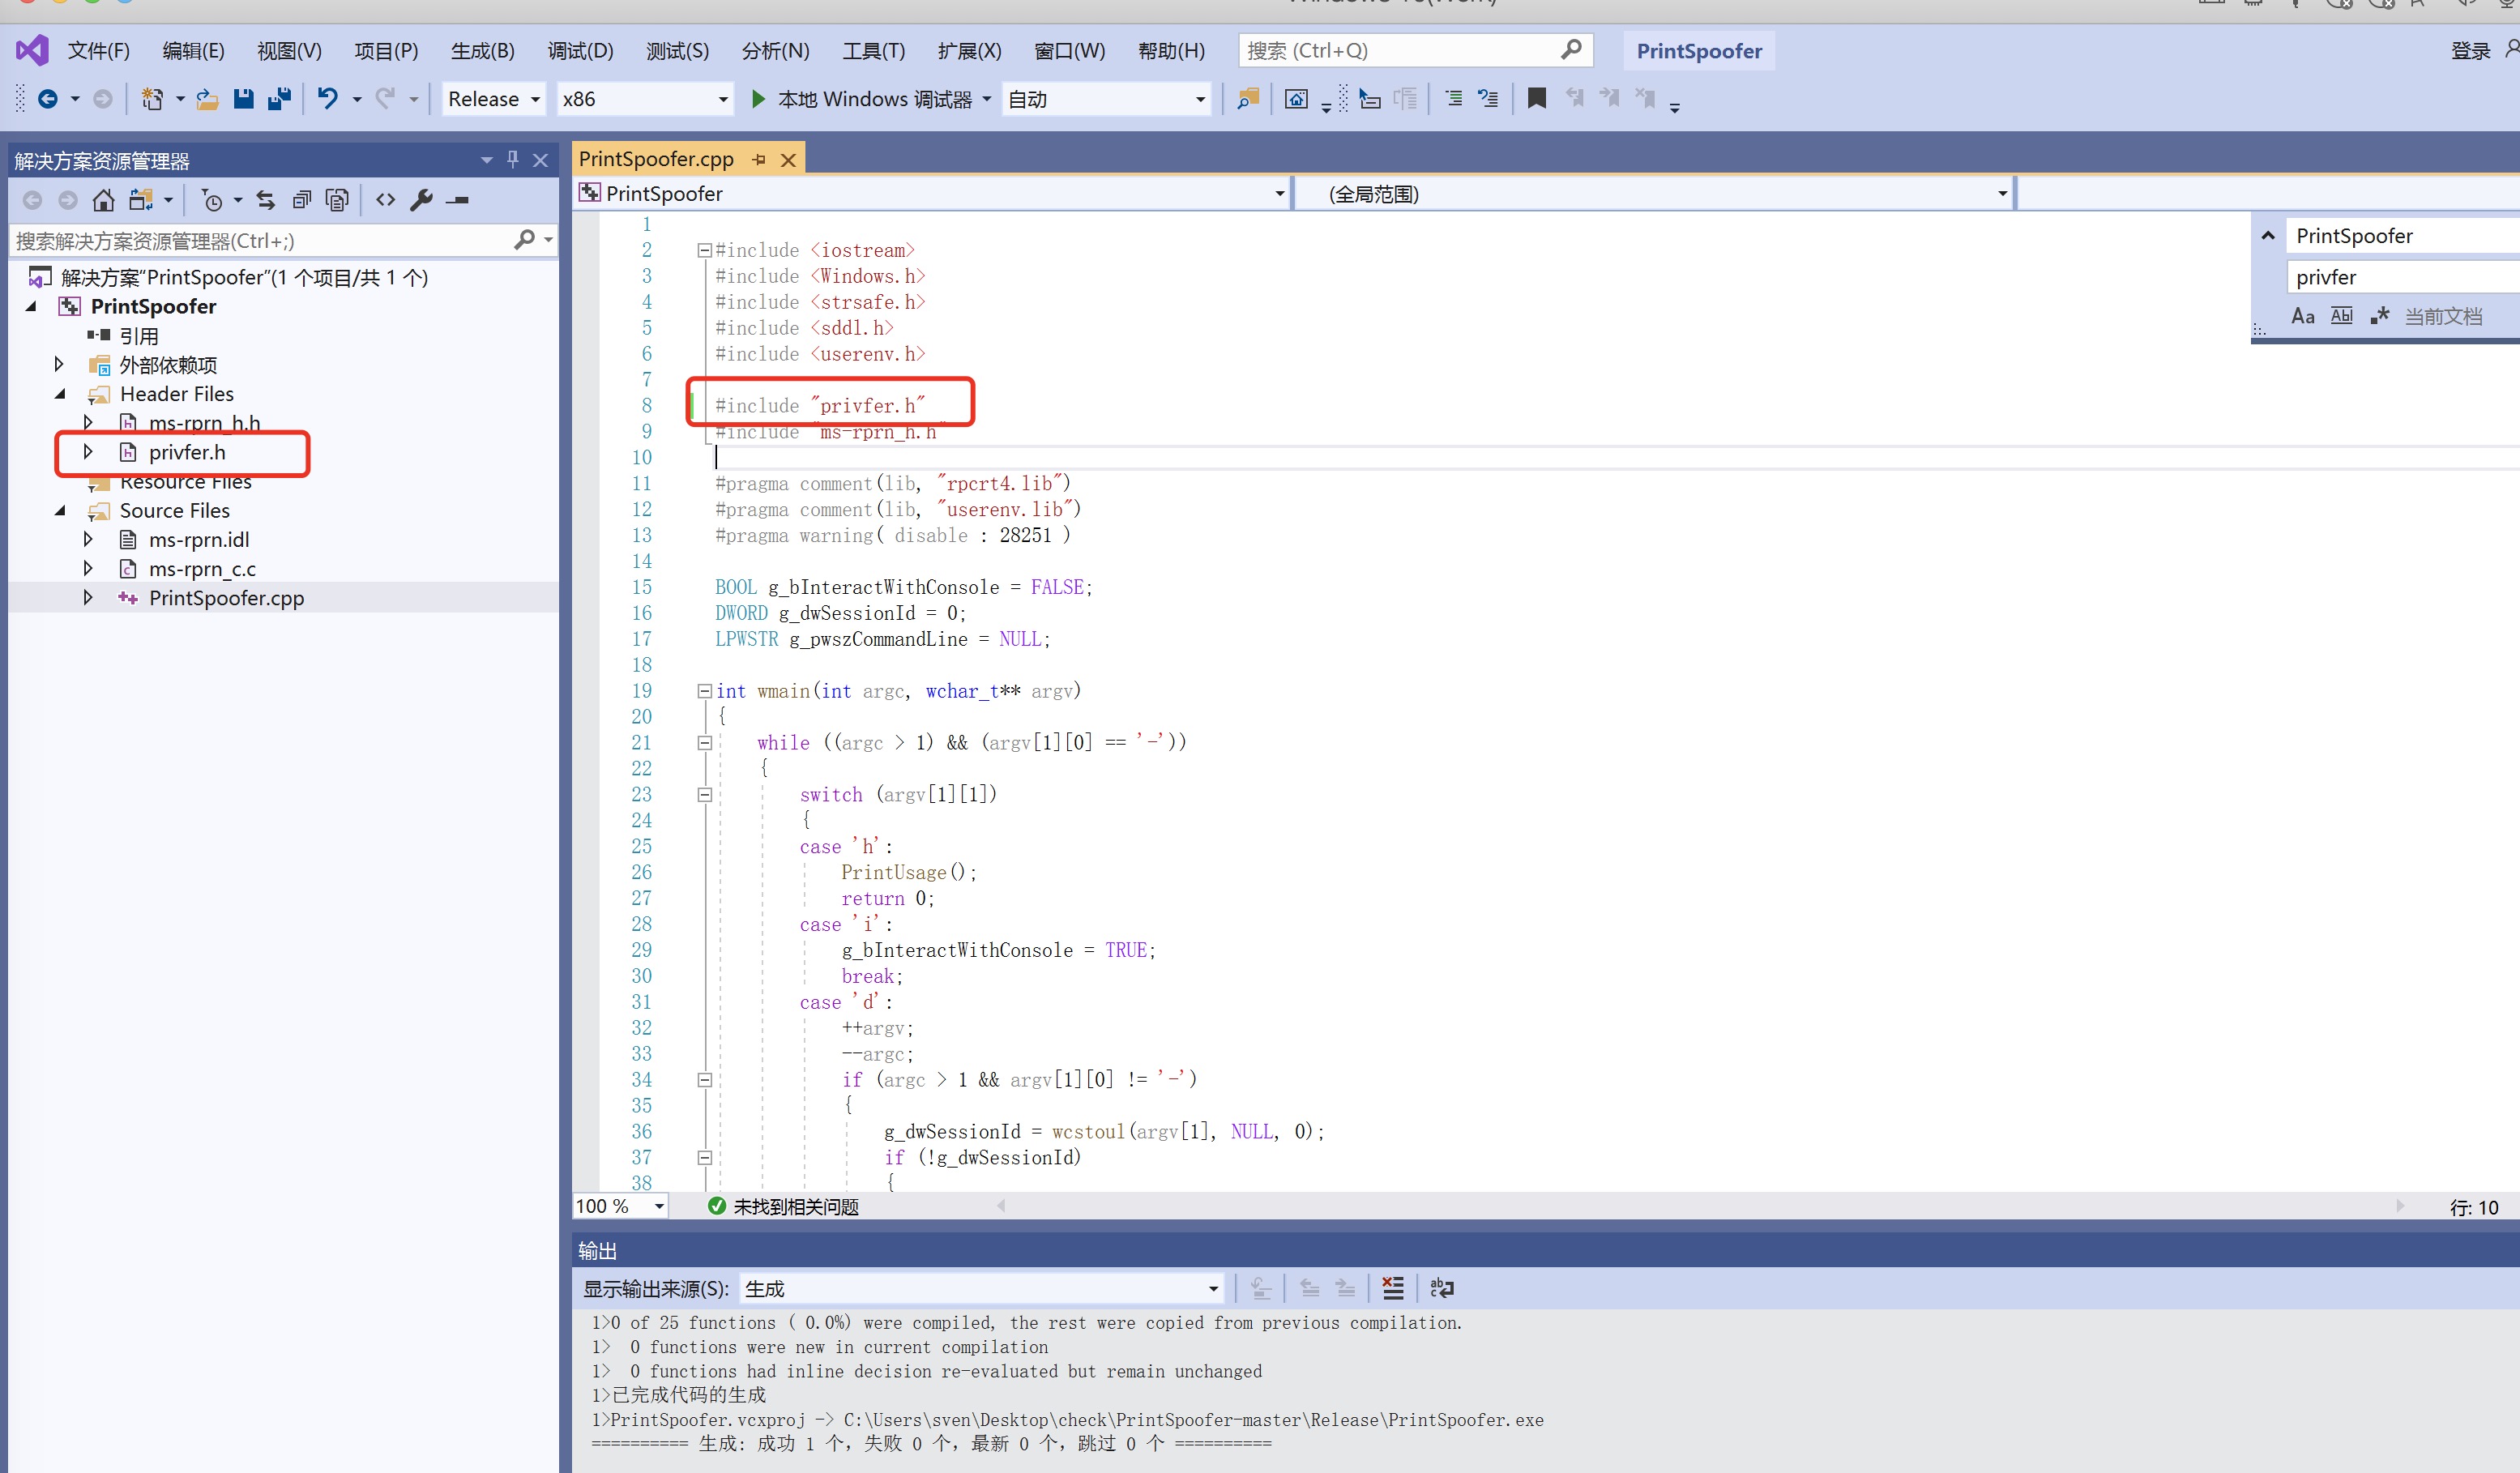 文件(F) 编辑(E) 视图(V) 项目(P) 生成(B) 调试(D) 测试(S) 分析(N) 工具(T) 扩展(X) 窗口(W) 帮助(H) 搜索 (Ctrl+Q) PrintSpoofer 登录
Release x86 本地 Windows 调试器 自动
解决方案资源管理器
搜索解决方案资源管理器(Ctrl+;)
解决方案“PrintSpoofer”(1 个项目/共 1 个)
PrintSpoofer
引用
外部依赖项
Header Files
ms-rprn_h.h
privfer.h
Resource Files
Source Files
ms-rprn.idl
ms-rprn_c.c
PrintSpoofer.cpp
PrintSpoofer.cpp
PrintSpoofer (全局范围)
PrintSpoofer
privfer
Aa Abl .* 当前文档
1
2 #include <iostream>
3 #include <Windows.h>
4 #include <strsafe.h>
5 #include <sddl.h>
6 #include <userenv.h>
7
8 #include "privfer.h"
9 #include "ms-rprn_h.h"
10
11 #pragma comment(lib, "rpcrt4.lib")
12 #pragma comment(lib, "userenv.lib")
13 #pragma warning( disable : 28251 )
14
15 BOOL g_bInteractWithConsole = FALSE;
16 DWORD g_dwSessionId = 0;
17 LPWSTR g_pwszCommandLine = NULL;
18
19 int wmain(int argc, wchar_t** argv)
20 {
21 while ((argc > 1) && (argv[1][0] == '-'))
22 {
23 switch (argv[1][1])
24 {
25 case 'h':
26 PrintUsage();
27 return 0;
28 case 'i':
29 g_bInteractWithConsole = TRUE;
30 break;
31 case 'd':
32 ++argv;
33 --argc;
34 if (argc > 1 && argv[1][0] != '-')
35 {
36 g_dwSessionId = wcstoul(argv[1], NULL, 0);
37 if (!g_dwSessionId)
38 {
100 % 未找到相关问题 行: 10
输出
显示输出来源(S): 生成
1>0 of 25 functions ( 0.0%) were compiled, the rest were copied from previous compilation.
1>  0 functions were new in current compilation
1>  0 functions had inline decision re-evaluated but remain unchanged
1>已完成代码的生成
1>PrintSpoofer.vcxproj -> C:\Users\sven\Desktop\check\PrintSpoofer-master\Release\PrintSpoofer.exe
========== 生成: 成功 1 个，失败 0 个，最新 0 个，跳过 0 个 ==========